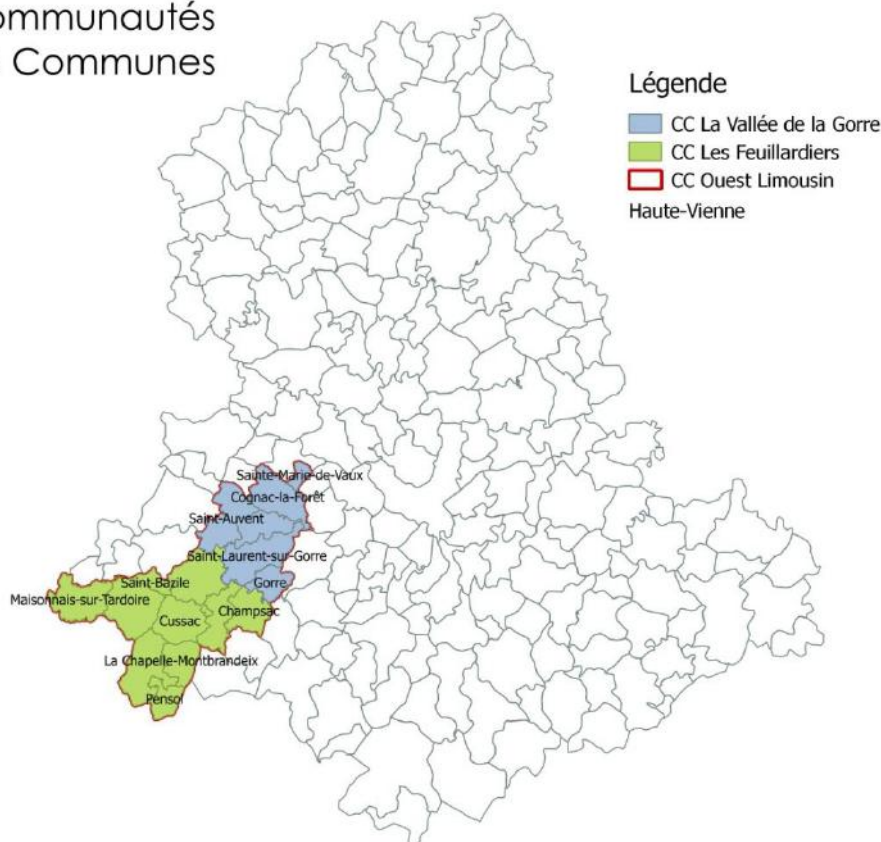 ommunautés
Communes
Légende
CC La Vallée de la Gorre
CC Les Feuillardiers
CC Ouest Limousin
Haute-Vienne
Sainte-Marie-de-Vaux
Cognac-la-Forêt
Saint-Auvent
Saint-Laurent-sur-Gorre
Saint-Bazile
Gorre
Maisonnais-sur-Tardoire
Champsac
Cussac
La Chapelle-Montbrandeix
Pensol